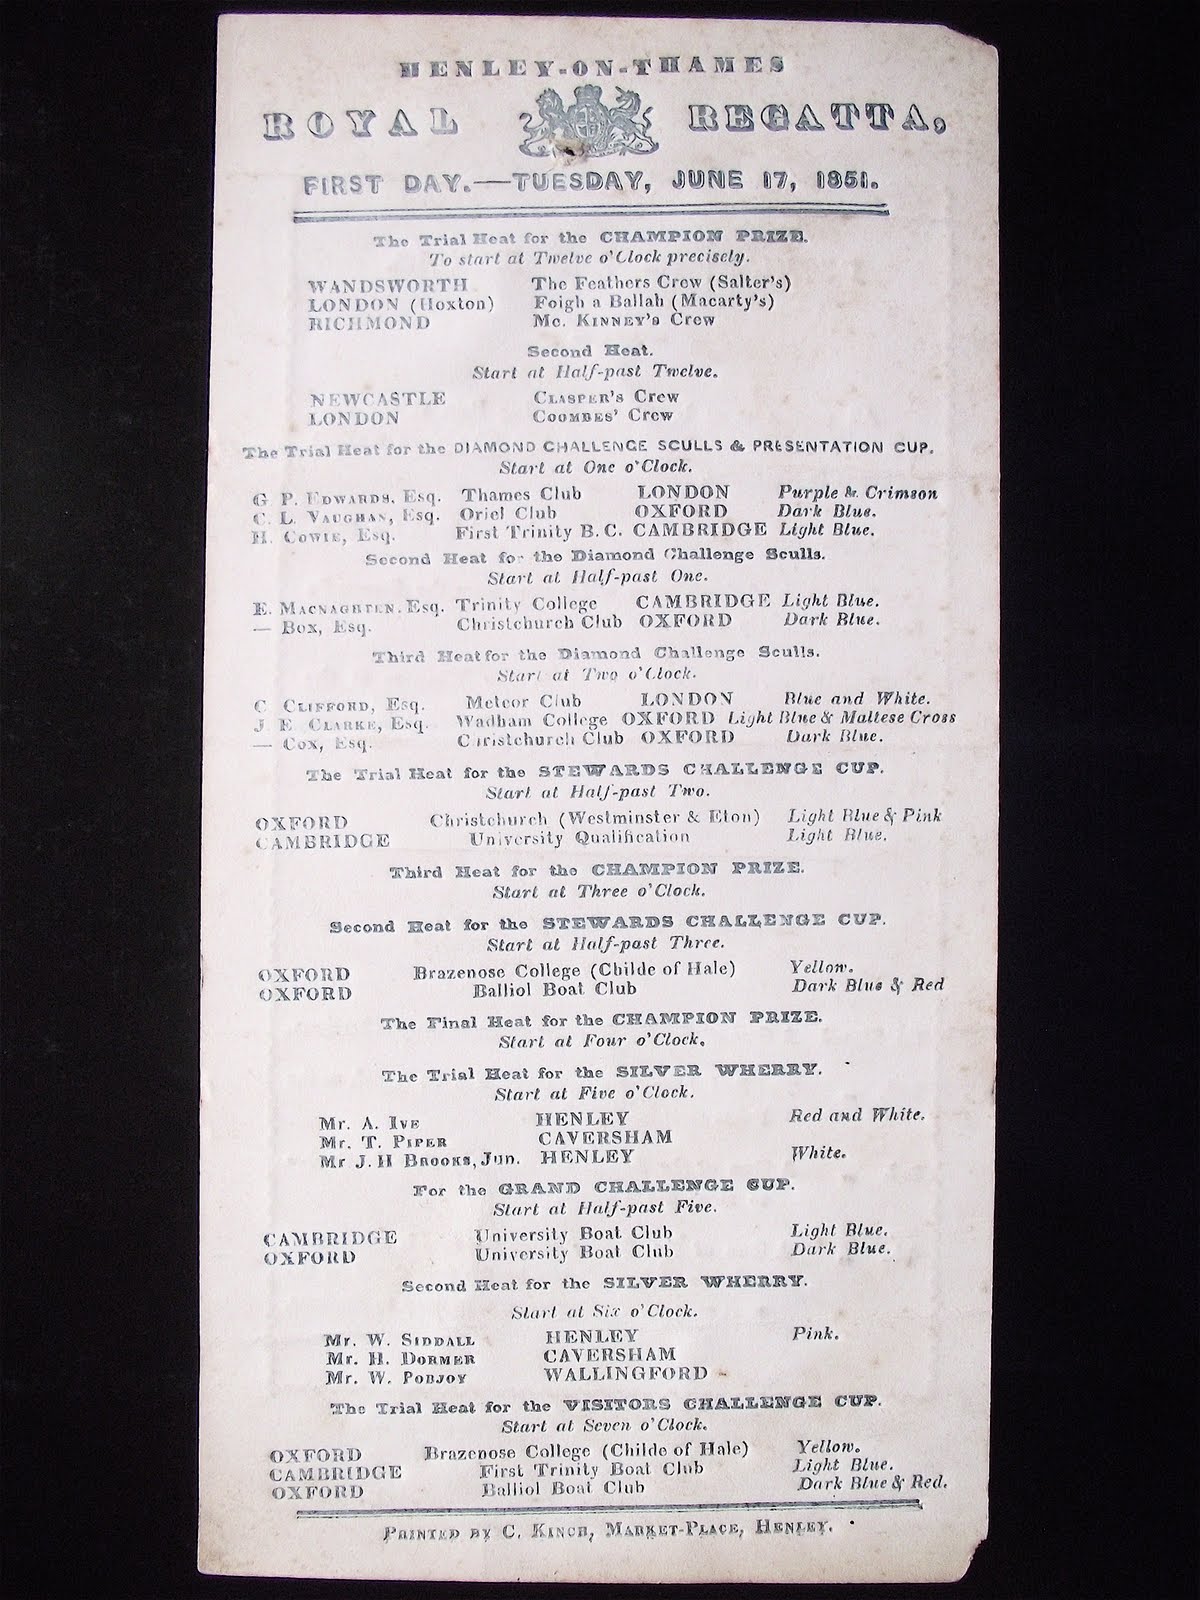 HENLEY-ON-THAMES
ROYAL REGATTA,
FIRST DAY.—TUESDAY, JUNE 17, 1851.
The Trial Heat for the CHAMPION PRIZE.
To start at Twelve o'Clock precisely.
WANDSWORTH The Feathers Crew (Salter's)
LONDON (Hoxton) Foigh a Ballah (Macarty's)
RICHMOND Mc. KINNEY'S Crew
Second Heat.
Start at Half-past Twelve.
NEWCASTLE CLASPER'S Crew
LONDON COOMBES' Crew
The Trial Heat for the DIAMOND CHALLENGE SCULLS & PRESENTATION CUP.
Start at One o'Clock.
G P. EDWARDS, Esq. Thames Club LONDON Purple & Crimson
C. L. VAUGHAN, Esq. Oriel Club OXFORD Dark Blue.
H. COWIE, Esq. First Trinity B. C. CAMBRIDGE Light Blue.
Second Heat for the Diamond Challenge Sculls.
Start at Half-past One.
E. MACNAGHTEN. Esq. Trinity College CAMBRIDGE Light Blue.
— BOX, Esq. Christchurch Club OXFORD Dark Blue.
Third Heat for the Diamond Challenge Sculls.
Start at Two o'Clock.
C CLIFFORD, Esq. Meteor Club LONDON Blue and White.
J. E. CLARKE, Esq. Wadham College OXFORD Light Blue & Maltese Cross
— COX, Esq. Christchurch Club OXFORD Dark Blue.
The Trial Heat for the STEWARDS CHALLENGE CUP.
Start at Half-past Two.
OXFORD Christchurch (Westminster & Eton) Light Blue & Pink
CAMBRIDGE University Qualification Light Blue.
Third Heat for the CHAMPION PRIZE.
Start at Three o'Clock.
Second Heat for the STEWARDS CHALLENGE CUP.
Start at Half-past Three.
OXFORD Brazenose College (Childe of Hale) Yellow.
OXFORD Balliol Boat Club Dark Blue & Red
The Final Heat for the CHAMPION PRIZE.
Start at Four o'Clock.
The Trial Heat for the SILVER WHERRY.
Start at Five o'Clock.
Mr. A. IVE HENLEY Red and White.
Mr. T. PIPER CAVERSHAM
Mr J. H BROOKS, Jun. HENLEY White.
For the GRAND CHALLENGE CUP.
Start at Half-past Five.
CAMBRIDGE University Boat Club Light Blue.
OXFORD University Boat Club Dark Blue.
Second Heat for the SILVER WHERRY.
Start at Six o'Clock.
Mr. W. SIDDALL HENLEY Pink.
Mr. H. DORMER CAVERSHAM
Mr. W. POBJOY WALLINGFORD
The Trial Heat for the VISITORS CHALLENGE CUP.
Start at Seven o'Clock.
OXFORD Brazenose College (Childe of Hale) Yellow.
CAMBRIDGE First Trinity Boat Club Light Blue.
OXFORD Balliol Boat Club Dark Blue & Red.
PRINTED BY C. KINCH, MARKET-PLACE, HENLEY.